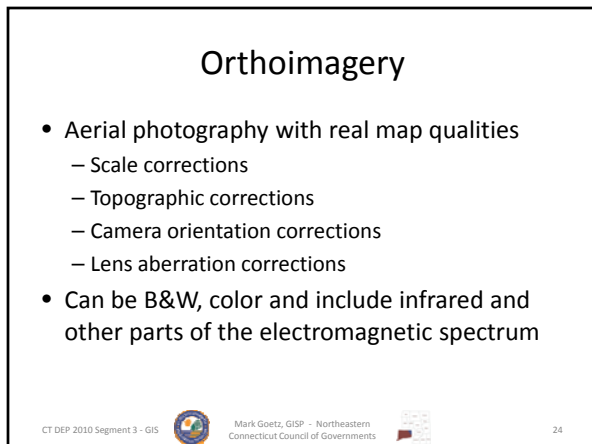 Orthoimagery
• Aerial photography with real map qualities
– Scale corrections
– Topographic corrections
– Camera orientation corrections
– Lens aberration corrections
• Can be B&W, color and include infrared and
other parts of the electromagnetic spectrum
CT DEP 2010 Segment 3 - GIS
Mark Goetz, GISP - Northeastern
Connecticut Council of Governments
24